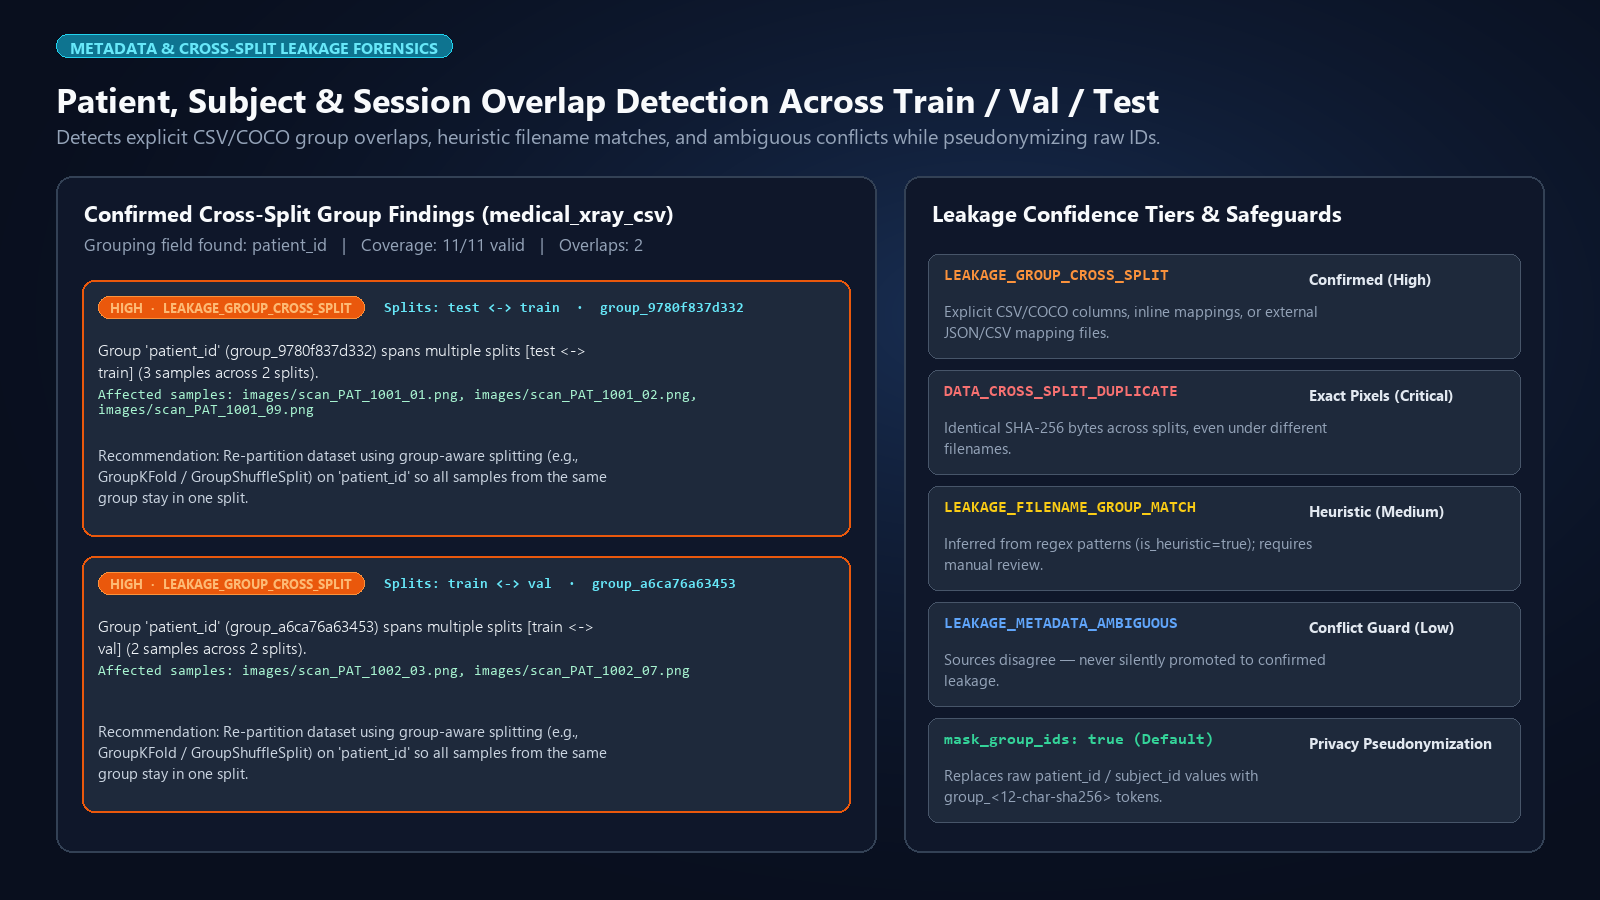 METADATA & CROSS-SPLIT LEAKAGE FORENSICS
Patient, Subject & Session Overlap Detection Across Train / Val / Test
Detects explicit CSV/COCO group overlaps, heuristic filename matches, and ambiguous conflicts while pseudonymizing raw IDs.
Confirmed Cross-Split Group Findings (medical_xray_csv)
Grouping field found: patient_id | Coverage: 11/11 valid | Overlaps: 2
HIGH · LEAKAGE_GROUP_CROSS_SPLIT Splits: test <-> train · group_9780f837d332
Group 'patient_id' (group_9780f837d332) spans multiple splits [test <->
train] (3 samples across 2 splits).
Affected samples: images/scan_PAT_1001_01.png, images/scan_PAT_1001_02.png,
images/scan_PAT_1001_09.png
Recommendation: Re-partition dataset using group-aware splitting (e.g.,
GroupKFold / GroupShuffleSplit) on 'patient_id' so all samples from the same
group stay in one split.
HIGH · LEAKAGE_GROUP_CROSS_SPLIT Splits: train <-> val · group_a6ca76a63453
Group 'patient_id' (group_a6ca76a63453) spans multiple splits [train <->
val] (2 samples across 2 splits).
Affected samples: images/scan_PAT_1002_03.png, images/scan_PAT_1002_07.png
Recommendation: Re-partition dataset using group-aware splitting (e.g.,
GroupKFold / GroupShuffleSplit) on 'patient_id' so all samples from the same
group stay in one split.
Leakage Confidence Tiers & Safeguards
LEAKAGE_GROUP_CROSS_SPLIT Confirmed (High)
Explicit CSV/COCO columns, inline mappings, or external
JSON/CSV mapping files.
DATA_CROSS_SPLIT_DUPLICATE Exact Pixels (Critical)
Identical SHA-256 bytes across splits, even under different
filenames.
LEAKAGE_FILENAME_GROUP_MATCH Heuristic (Medium)
Inferred from regex patterns (is_heuristic=true); requires
manual review.
LEAKAGE_METADATA_AMBIGUOUS Conflict Guard (Low)
Sources disagree — never silently promoted to confirmed
leakage.
mask_group_ids: true (Default) Privacy Pseudonymization
Replaces raw patient_id / subject_id values with
group_<12-char-sha256> tokens.